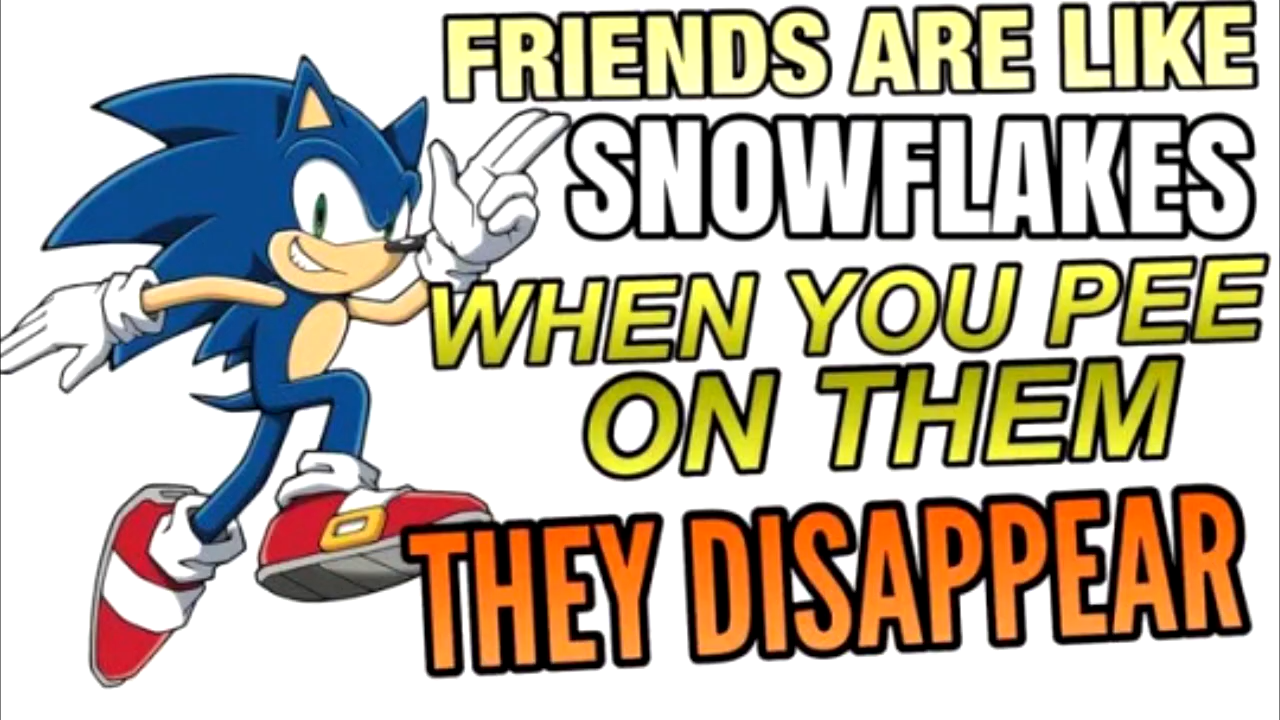 FRIENDS ARE LIKE
SNOWFLAKES
WHEN YOU PEE
ON THEM
THEY DISAPPEAR